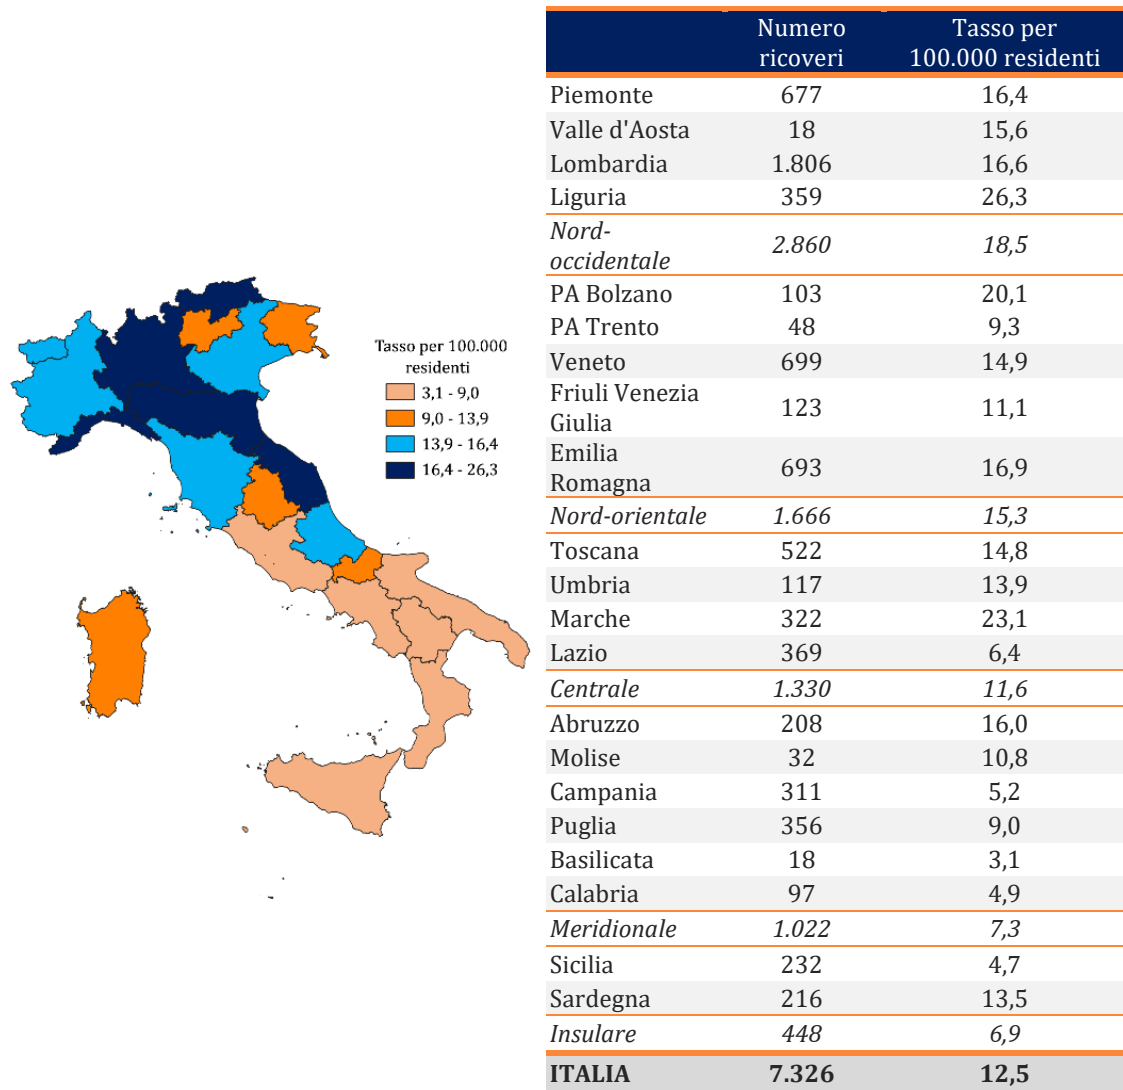 Tasso per 100.000
residenti
3,1 - 9,0
9,0 - 13,9
13,9 - 16,4
16,4 - 26,3
Numero ricoveri Tasso per 100.000 residenti
Piemonte 677 16,4
Valle d'Aosta 18 15,6
Lombardia 1.806 16,6
Liguria 359 26,3
Nord-occidentale 2.860 18,5
PA Bolzano 103 20,1
PA Trento 48 9,3
Veneto 699 14,9
Friuli Venezia Giulia 123 11,1
Emilia Romagna 693 16,9
Nord-orientale 1.666 15,3
Toscana 522 14,8
Umbria 117 13,9
Marche 322 23,1
Lazio 369 6,4
Centrale 1.330 11,6
Abruzzo 208 16,0
Molise 32 10,8
Campania 311 5,2
Puglia 356 9,0
Basilicata 18 3,1
Calabria 97 4,9
Meridionale 1.022 7,3
Sicilia 232 4,7
Sardegna 216 13,5
Insulare 448 6,9
ITALIA 7.326 12,5